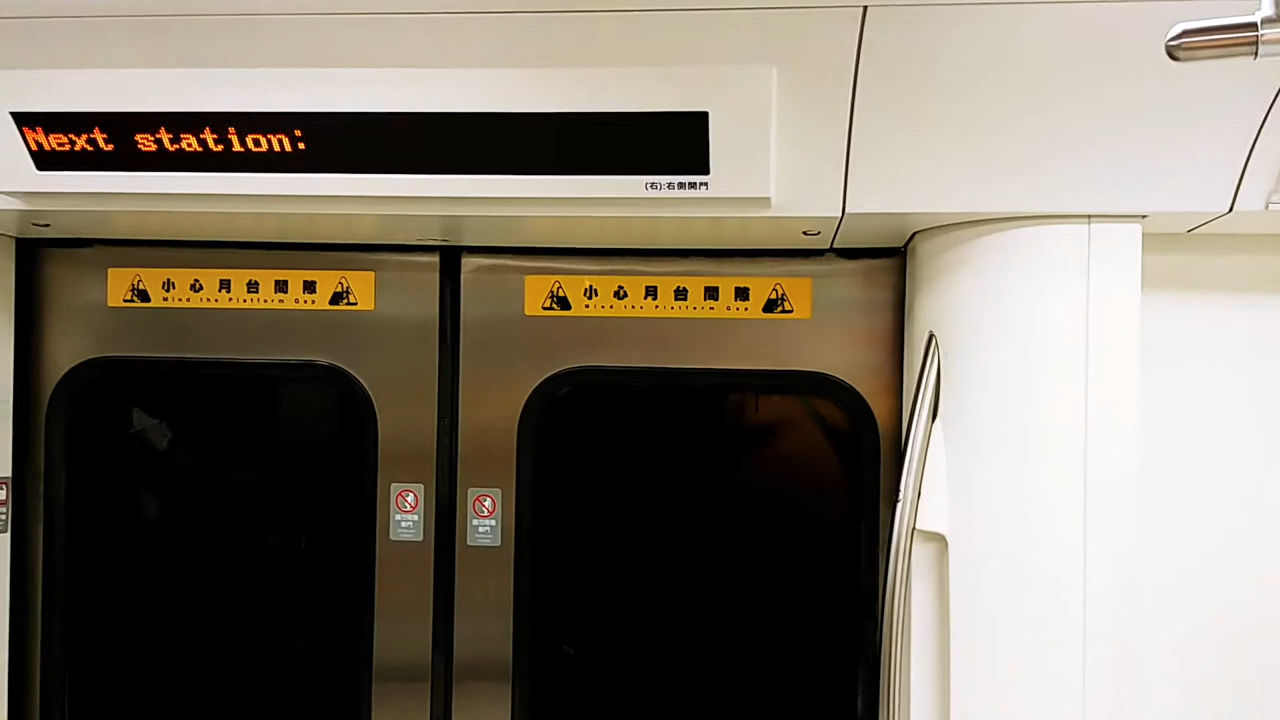 Next station:
(右):右側開門
小心月台間隙
Mind the Platform Gap
小心月台間隙
Mind the Platform Gap